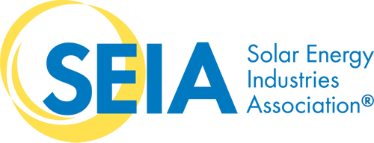 SEIA
Solar Energy
Industries
Association®